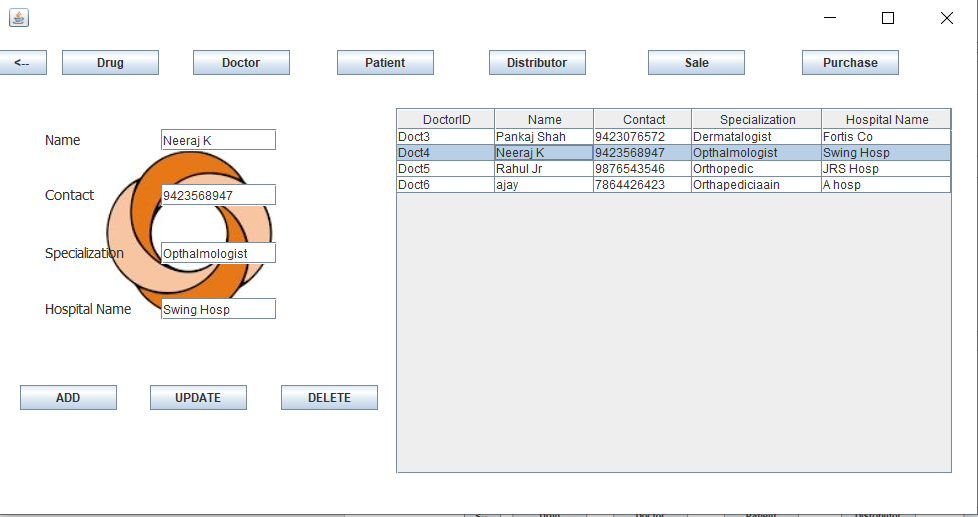 <-- Drug Doctor Patient Distributor Sale Purchase
Name Neeraj K
Contact 9423568947
Specialization Opthalmologist
Hospital Name Swing Hosp
ADD UPDATE DELETE
DoctorID Name Contact Specialization Hospital Name
Doct3 Pankaj Shah 9423076572 Dermatalogist Fortis Co
Doct4 Neeraj K 9423568947 Opthalmologist Swing Hosp
Doct5 Rahul Jr 9876543546 Orthopedic JRS Hosp
Doct6 ajay 7864426423 Orthapediciaain A hosp